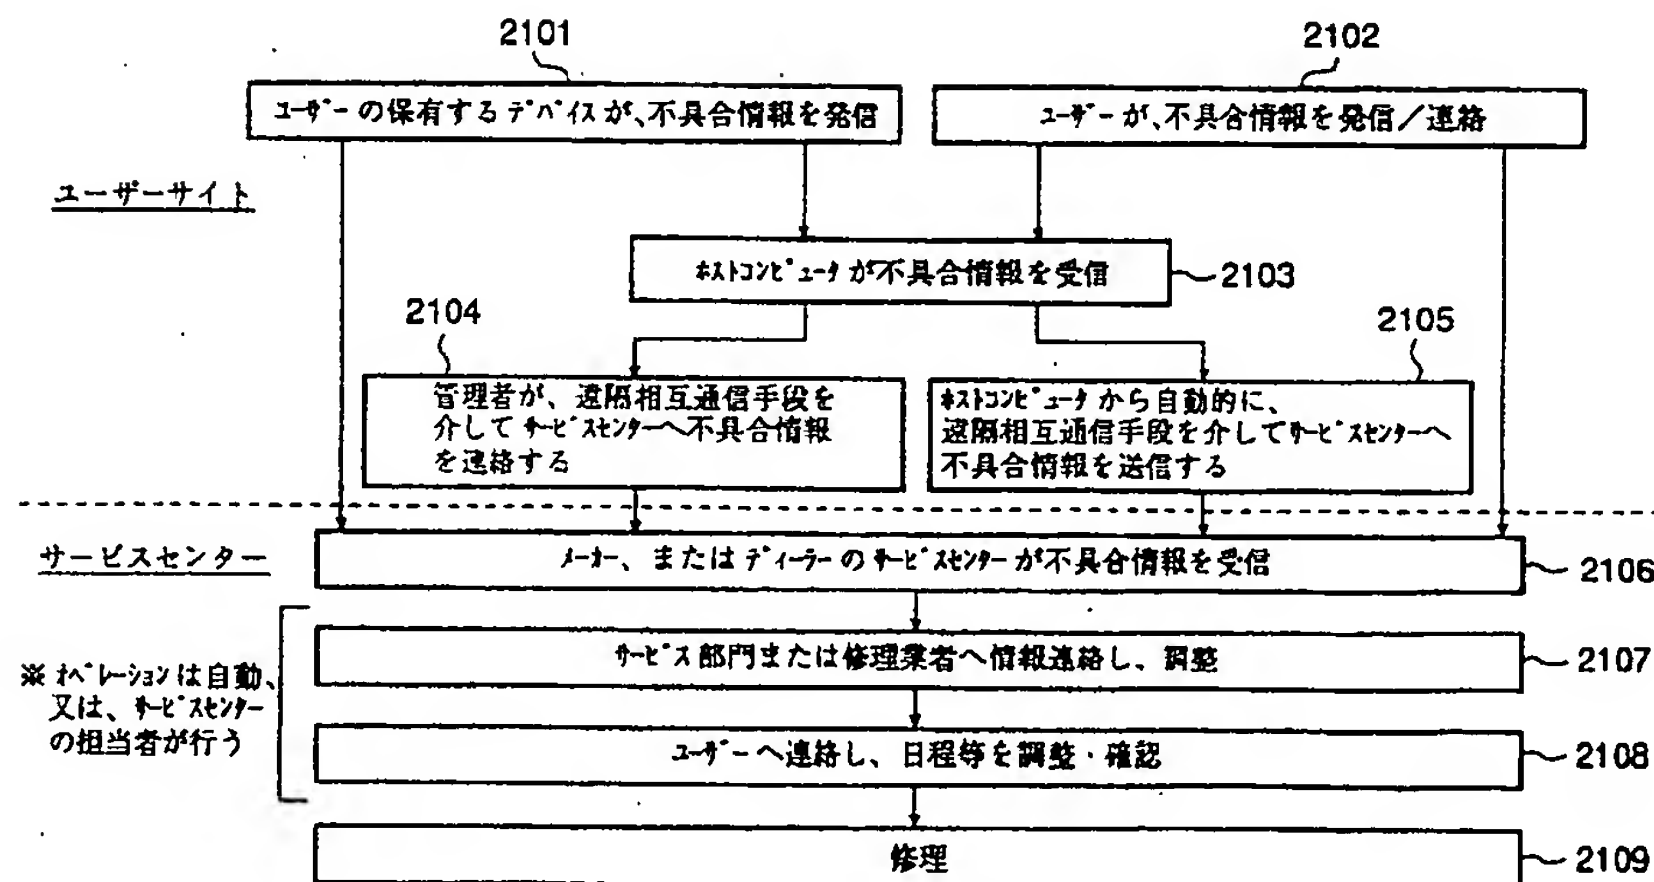 2101
2102
ユーザーの保有するデバイスが、不具合情報を発信
ユーザーが、不具合情報を発信／連絡
ユーザーサイト
ホストコンピュータが不具合情報を受信
2103
2104
2105
管理者が、遠隔相互通信手段を
介してサービスセンターへ不具合情報
を連絡する
ホストコンピュータから自動的に、
遠隔相互通信手段を介してサービスセンターへ
不具合情報を送信する
サービスセンター
メーカー、またはディーラーのサービスセンターが不具合情報を受信
2106
サービス部門または修理業者へ情報連絡し、調整
2107
※オペレーションは自動、
又は、サービスセンター
の担当者が行う
ユーザーへ連絡し、日程等を調整・確認
2108
修理
2109